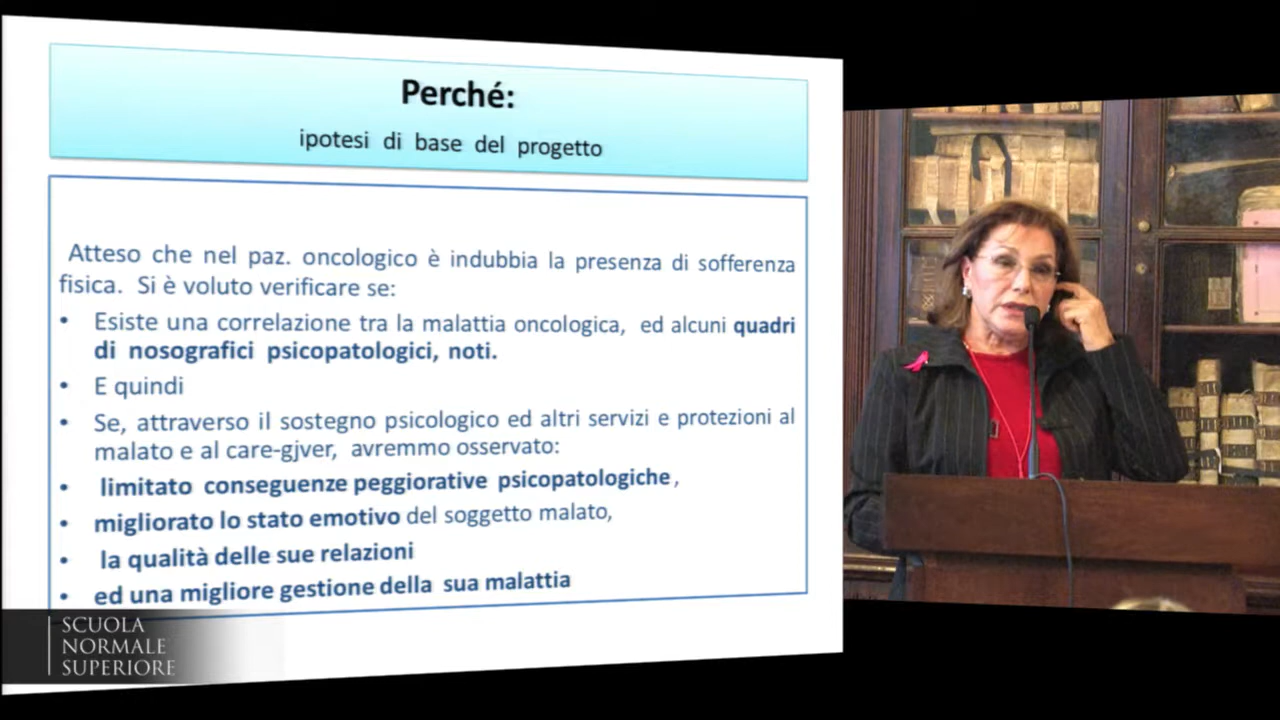 Perché:
ipotesi di base del progetto
Atteso che nel paz. oncologico è indubbia la presenza di sofferenza
fisica. Si è voluto verificare se:
• Esiste una correlazione tra la malattia oncologica, ed alcuni quadri
di nosografici psicopatologici, noti.
• E quindi
• Se, attraverso il sostegno psicologico ed altri servizi e protezioni al
malato e al care-gjver, avremmo osservato:
• limitato conseguenze peggiorative psicopatologiche,
• migliorato lo stato emotivo del soggetto malato,
• la qualità delle sue relazioni
• ed una migliore gestione della sua malattia
SCUOLA
NORMALE
SUPERIORE